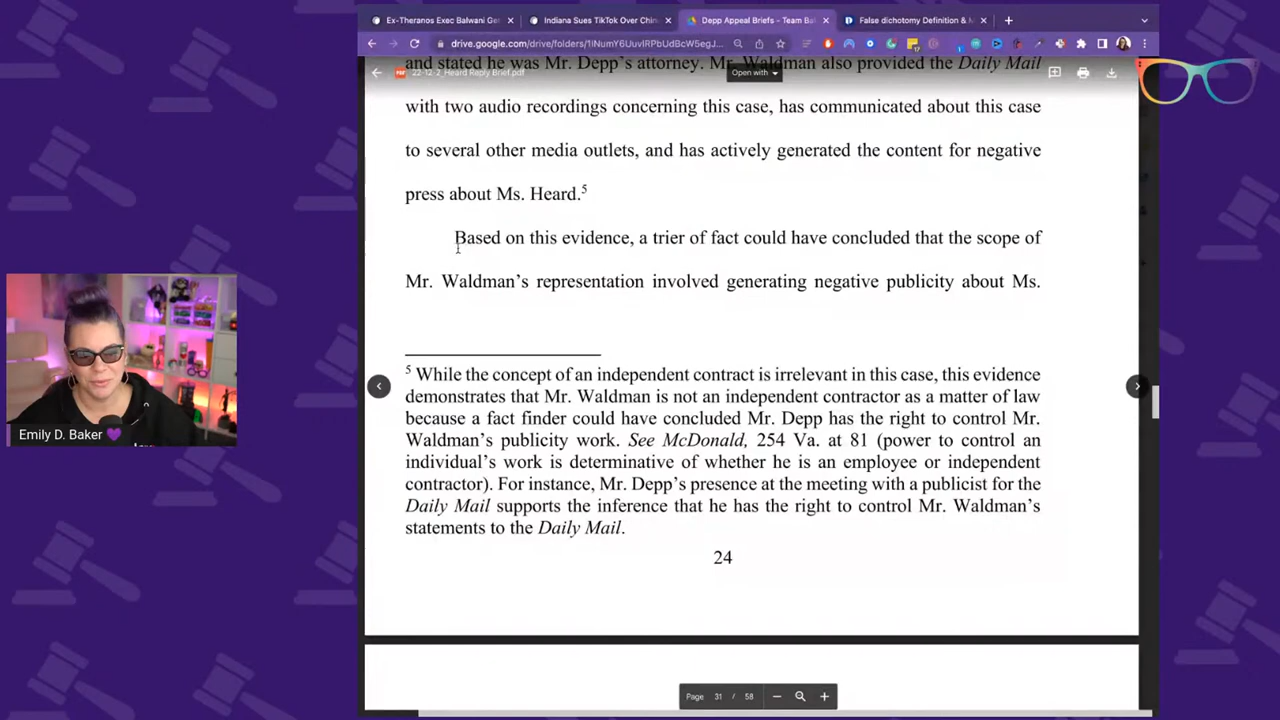 Ex-Theranos Exec Balwani Ge
Indiana Sues TikTok Over Chin
Depp Appeal Briefs – Team Ba
False dichotomy Definition & M
drive.google.com/drive/folders/1INumY6UuvIRPbUdBcW5egJ...
and stated he was Mr. Depp's attorney. Mr. Waldman also provided the Daily Mail
22-12-2_Heard Reply Brief.pdf
Open with
with two audio recordings concerning this case, has communicated about this case
to several other media outlets, and has actively generated the content for negative
press about Ms. Heard.5
Based on this evidence, a trier of fact could have concluded that the scope of
Mr. Waldman's representation involved generating negative publicity about Ms.
5 While the concept of an independent contract is irrelevant in this case, this evidence
demonstrates that Mr. Waldman is not an independent contractor as a matter of law
because a fact finder could have concluded Mr. Depp has the right to control Mr.
Waldman's publicity work. See McDonald, 254 Va. at 81 (power to control an
individual's work is determinative of whether he is an employee or independent
contractor). For instance, Mr. Depp's presence at the meeting with a publicist for the
Daily Mail supports the inference that he has the right to control Mr. Waldman's
statements to the Daily Mail.
24
Emily D. Baker 💜
Page 31 / 58